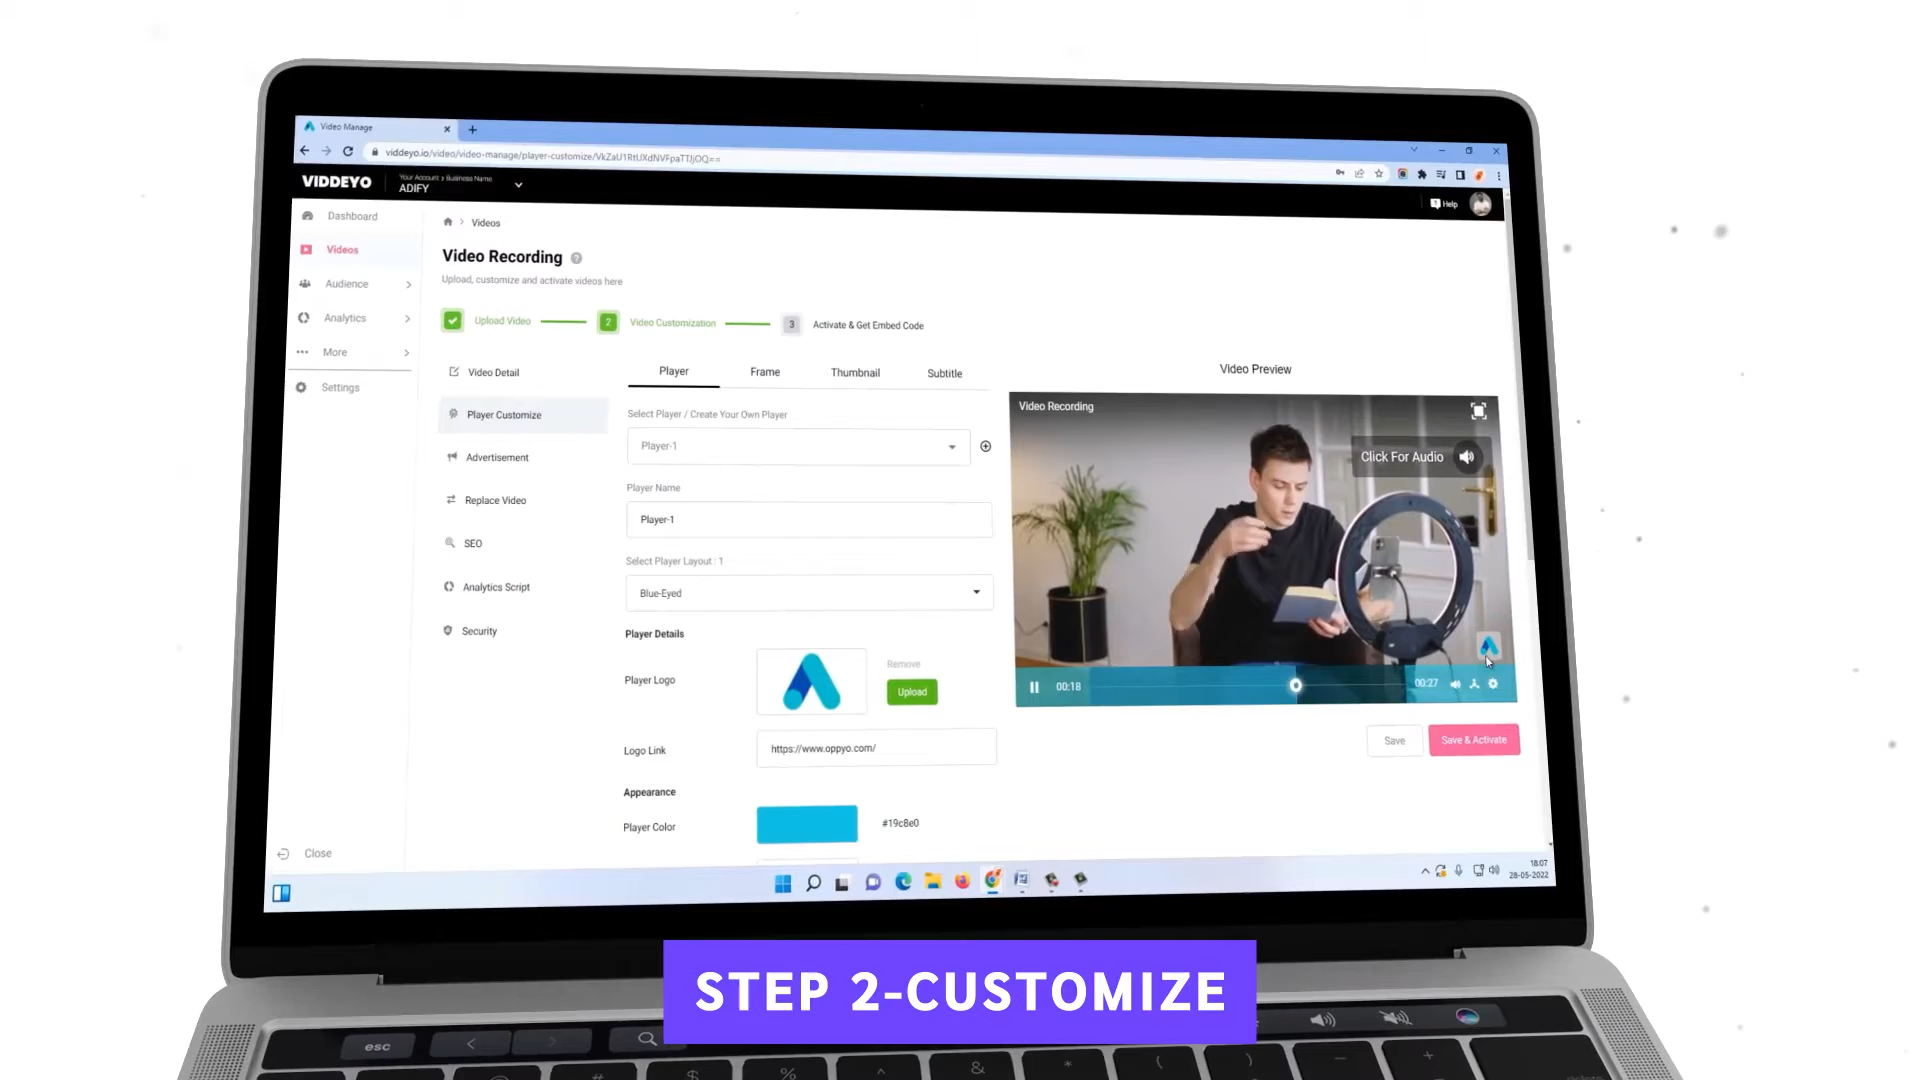 Video Manage
viddeyo.io/video/video-manage/player-customize/VkZaU1RtUXdNVFpaTTJjOQ==
VIDDEYO
Your Account > Business Name
ADIFY
Help
Dashboard
Videos
Audience
Analytics
More
Settings
Close
Videos
Video Recording
Upload, customize and activate videos here
Upload Video
2 Video Customization
3 Activate & Get Embed Code
Video Detail
Player Customize
Advertisement
Replace Video
SEO
Analytics Script
Security
Player Frame Thumbnail Subtitle
Select Player / Create Your Own Player
Player-1
Player Name
Player-1
Select Player Layout : 1
Blue-Eyed
Player Details
Player Logo
Remove
Upload
Logo Link
https://www.oppyo.com/
Appearance
Player Color
#19c8e0
Video Preview
Video Recording
Click For Audio
00:18
00:27
Save
Save & Activate
18:07
28-05-2022
STEP 2-CUSTOMIZE
esc